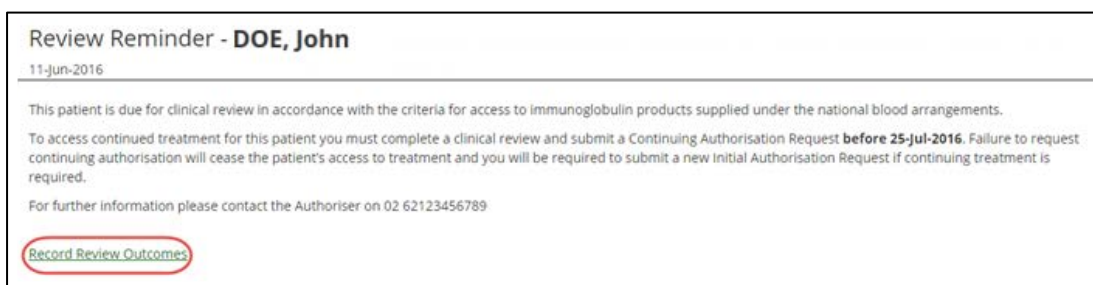 Review Reminder - DOE, John
11-Jun-2016
This patient is due for clinical review in accordance with the criteria for access to immunoglobulin products supplied under the national blood arrangements.
To access continued treatment for this patient you must complete a clinical review and submit a Continuing Authorisation Request before 25-Jul-2016. Failure to request
continuing authorisation will cease the patient's access to treatment and you will be required to submit a new Initial Authorisation Request if continuing treatment is
required.
For further information please contact the Authoriser on 02 62123456789
Record Review Outcomes